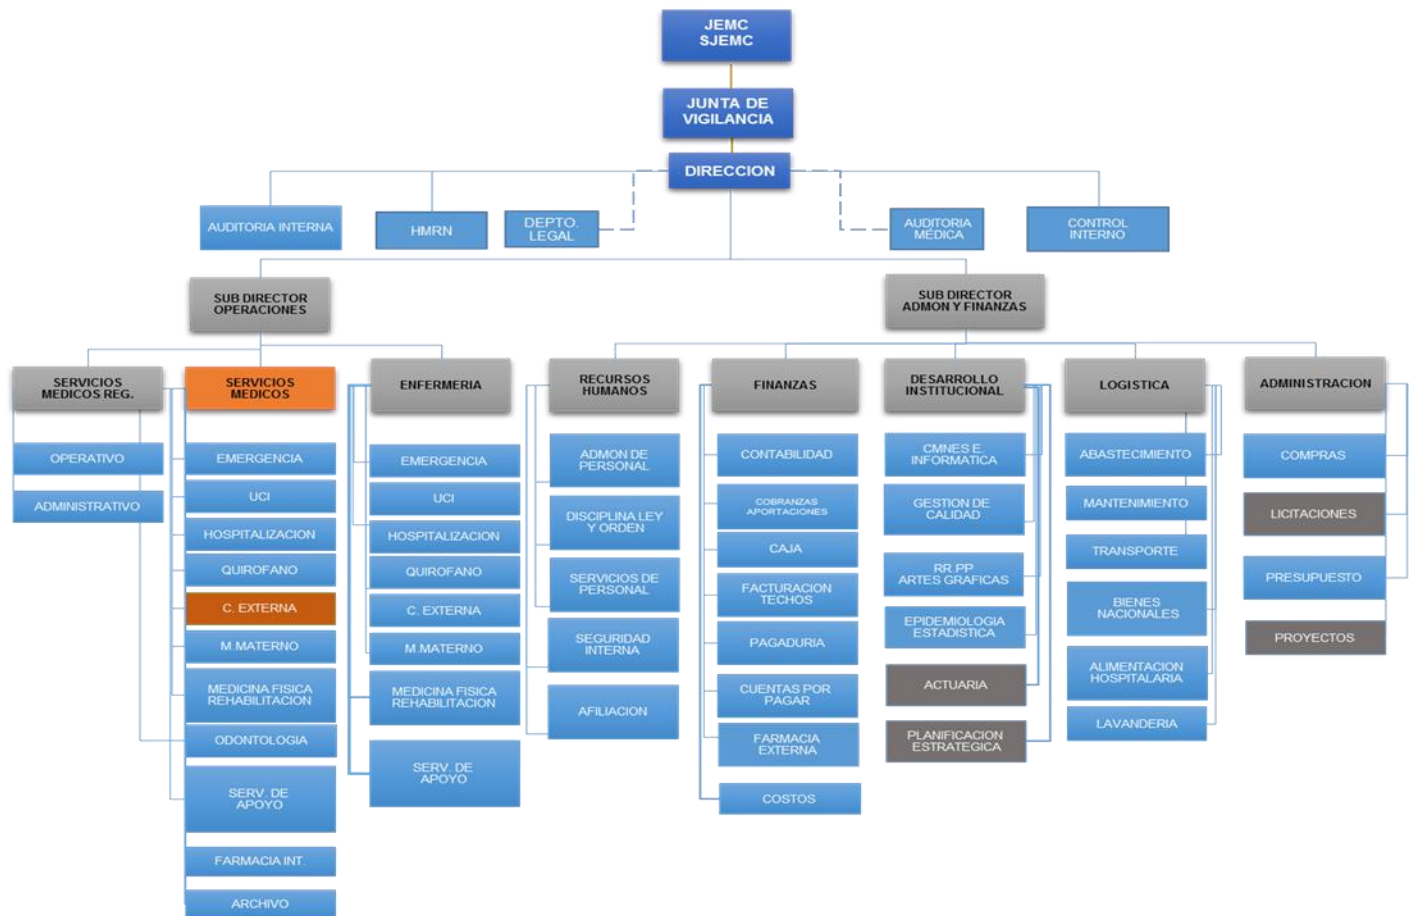 JEMC
SJEMC
JUNTA DE
VIGILANCIA
DIRECCION
AUDITORIA INTERNA
HMRN
DEPTO.
LEGAL
AUDITORIA
MÉDICA
CONTROL
INTERNO
SUB DIRECTOR
OPERACIONES
SUB DIRECTOR
ADMON Y FINANZAS
SERVICIOS
MEDICOS REG.
OPERATIVO
ADMINISTRATIVO
SERVICIOS
MEDICOS
EMERGENCIA
UCI
HOSPITALIZACION
QUIROFANO
C. EXTERNA
M.MATERNO
MEDICINA FISICA
REHABILITACION
ODONTOLOGIA
SERV. DE
APOYO
FARMACIA INT.
ARCHIVO
ENFERMERIA
EMERGENCIA
UCI
HOSPITALIZACION
QUIROFANO
C. EXTERNA
M.MATERNO
MEDICINA FISICA
REHABILITACION
SERV. DE
APOYO
RECURSOS
HUMANOS
ADMON DE
PERSONAL
DISCIPLINA LEY
Y ORDEN
SERVICIOS DE
PERSONAL
SEGURIDAD
INTERNA
AFILIACION
FINANZAS
CONTABILIDAD
COBRANZAS
APORTACIONES
CAJA
FACTURACION
TECHOS
PAGADURIA
CUENTAS POR
PAGAR
FARMACIA
EXTERNA
COSTOS
DESARROLLO
INSTITUCIONAL
CMNES E.
INFORMATICA
GESTION DE
CALIDAD
RR.PP
ARTES GRAFICAS
EPIDEMIOLOGIA
ESTADISTICA
ACTUARIA
PLANIFICACION
ESTRATEGICA
LOGISTICA
ABASTECIMIENTO
MANTENIMIENTO
TRANSPORTE
BIENES
NACIONALES
ALIMENTACION
HOSPITALARIA
LAVANDERIA
ADMINISTRACION
COMPRAS
LICITACIONES
PRESUPUESTO
PROYECTOS